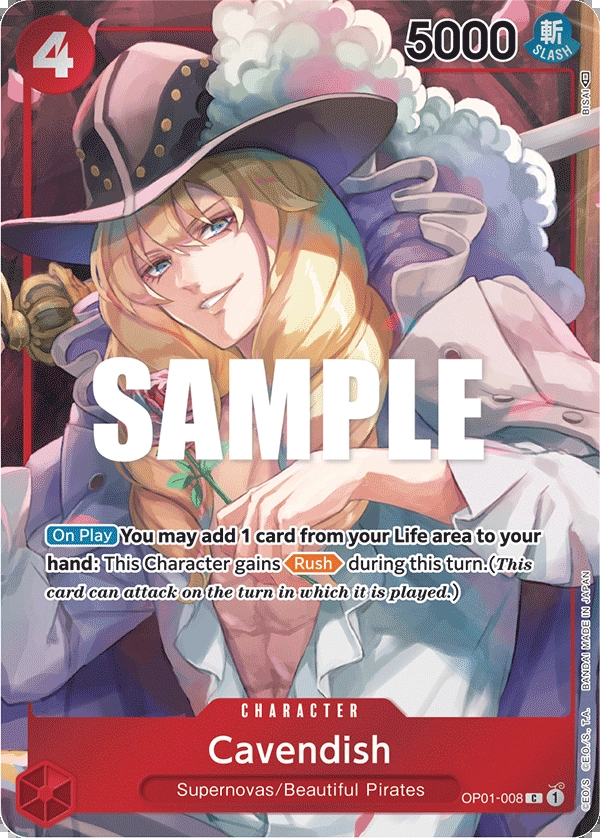 4
5000
斬
SLASH
BISAI
SAMPLE
On Play You may add 1 card from your Life area to your
hand: This Character gains Rush during this turn.(This
card can attack on the turn in which it is played.)
CHARACTER
Cavendish
Supernovas/Beautiful Pirates
OP01-008 C 1
©EO/S ©E.O./S., T.A. BANDAI MADE IN JAPAN